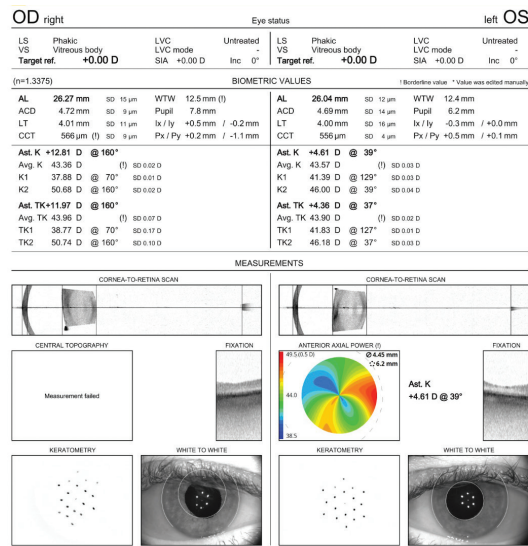 OD right Eye status left OS
LS Phakic LVC Untreated LS Phakic LVC Untreated
VS Vitreous body LVC mode - VS Vitreous body LVC mode -
Target ref. +0.00 D SIA +0.00 D Inc 0° Target ref. +0.00 D SIA +0.00 D Inc 0°
(n=1.3375) BIOMETRIC VALUES ! Borderline value * Value was edited manually
AL 26.27 mm SD 15 µm WTW 12.5 mm (!) AL 26.04 mm SD 12 µm WTW 12.4 mm
ACD 4.72 mm SD 9 µm Pupil 7.8 mm ACD 4.69 mm SD 14 µm Pupil 6.2 mm
LT 4.01 mm SD 11 µm Ix / Iy +0.5 mm / -0.2 mm LT 4.00 mm SD 16 µm Ix / Iy -0.3 mm / +0.0 mm
CCT 566 µm (!) SD 9 µm Px / Py +0.2 mm / -1.1 mm CCT 556 µm SD 4 µm Px / Py +0.2 mm / +0.1 mm
Ast. K +12.81 D @ 160° Ast. K +4.61 D @ 39°
Avg. K 43.36 D (!) SD 0.02 D Avg. K 43.57 D (!) SD 0.03 D
K1 37.88 D @ 70° SD 0.01 D K1 41.39 D @ 129° SD 0.03 D
K2 50.68 D @ 160° SD 0.02 D K2 46.00 D @ 39° SD 0.04 D
Ast. TK+11.97 D @ 160° Ast. TK +4.36 D @ 37°
Avg. TK 43.96 D (!) SD 0.07 D Avg. TK 43.90 D (!) SD 0.02 D
TK1 38.77 D @ 70° SD 0.17 D TK1 41.83 D @ 127° SD 0.01 D
TK2 50.74 D @ 160° SD 0.10 D TK2 46.18 D @ 37° SD 0.03 D
MEASUREMENTS
CORNEA-TO-RETINA SCAN CORNEA-TO-RETINA SCAN
CENTRAL TOPOGRAPHY FIXATION ANTERIOR AXIAL POWER (!) FIXATION
49.5(0.5 D) Ø 4.45 mm
6.2 mm
Measurement failed
44.0
Ast. K
+4.61 D @ 39°
38.5
KERATOMETRY WHITE TO WHITE KERATOMETRY WHITE TO WHITE